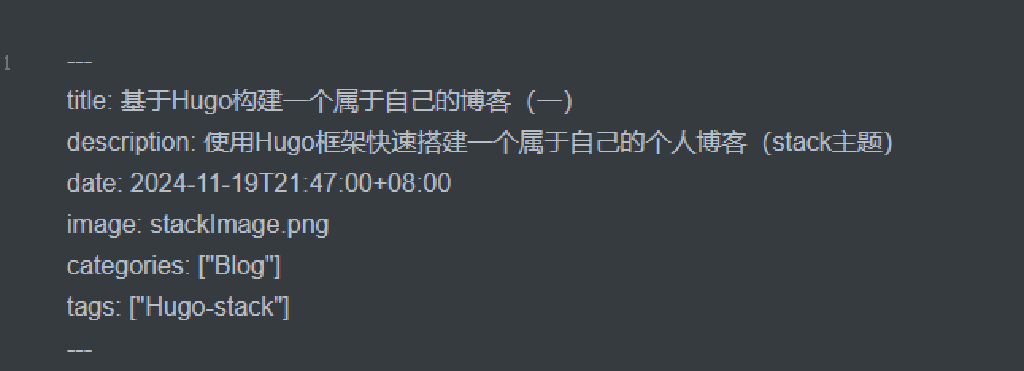 1
---
title: 基于Hugo构建一个属于自己的博客（一）
description: 使用Hugo框架快速搭建一个属于自己的个人博客（stack主题）
date: 2024-11-19T21:47:00+08:00
image: stackImage.png
categories: ["Blog"]
tags: ["Hugo-stack"]
---